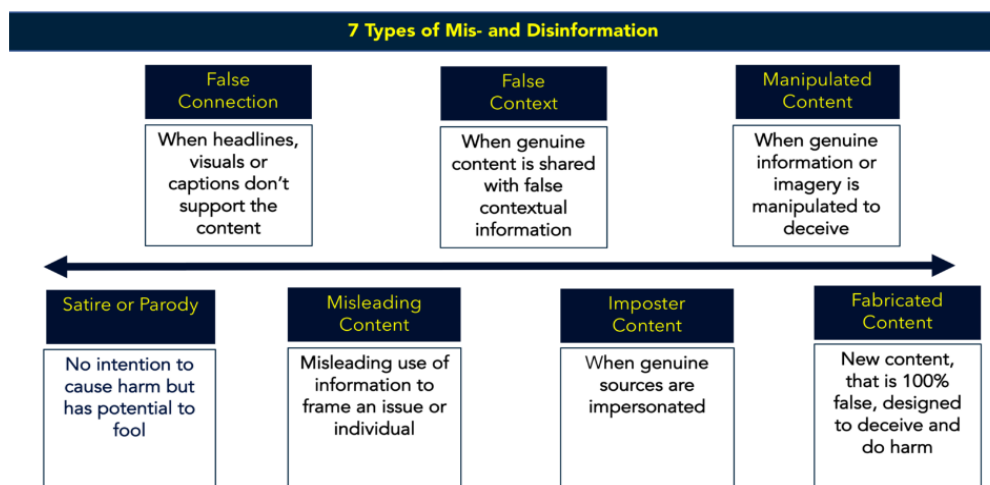 7 Types of Mis- and Disinformation
False
Connection
When headlines,
visuals or
captions don’t
support the
content
False
Context
When genuine
content is shared
with false
contextual
information
Manipulated
Content
When genuine
information or
imagery is
manipulated to
deceive
Satire or Parody
No intention to
cause harm but
has potential to
fool
Misleading
Content
Misleading use of
information to
frame an issue or
individual
Imposter
Content
When genuine
sources are
impersonated
Fabricated
Content
New content,
that is 100%
false, designed
to deceive and
do harm